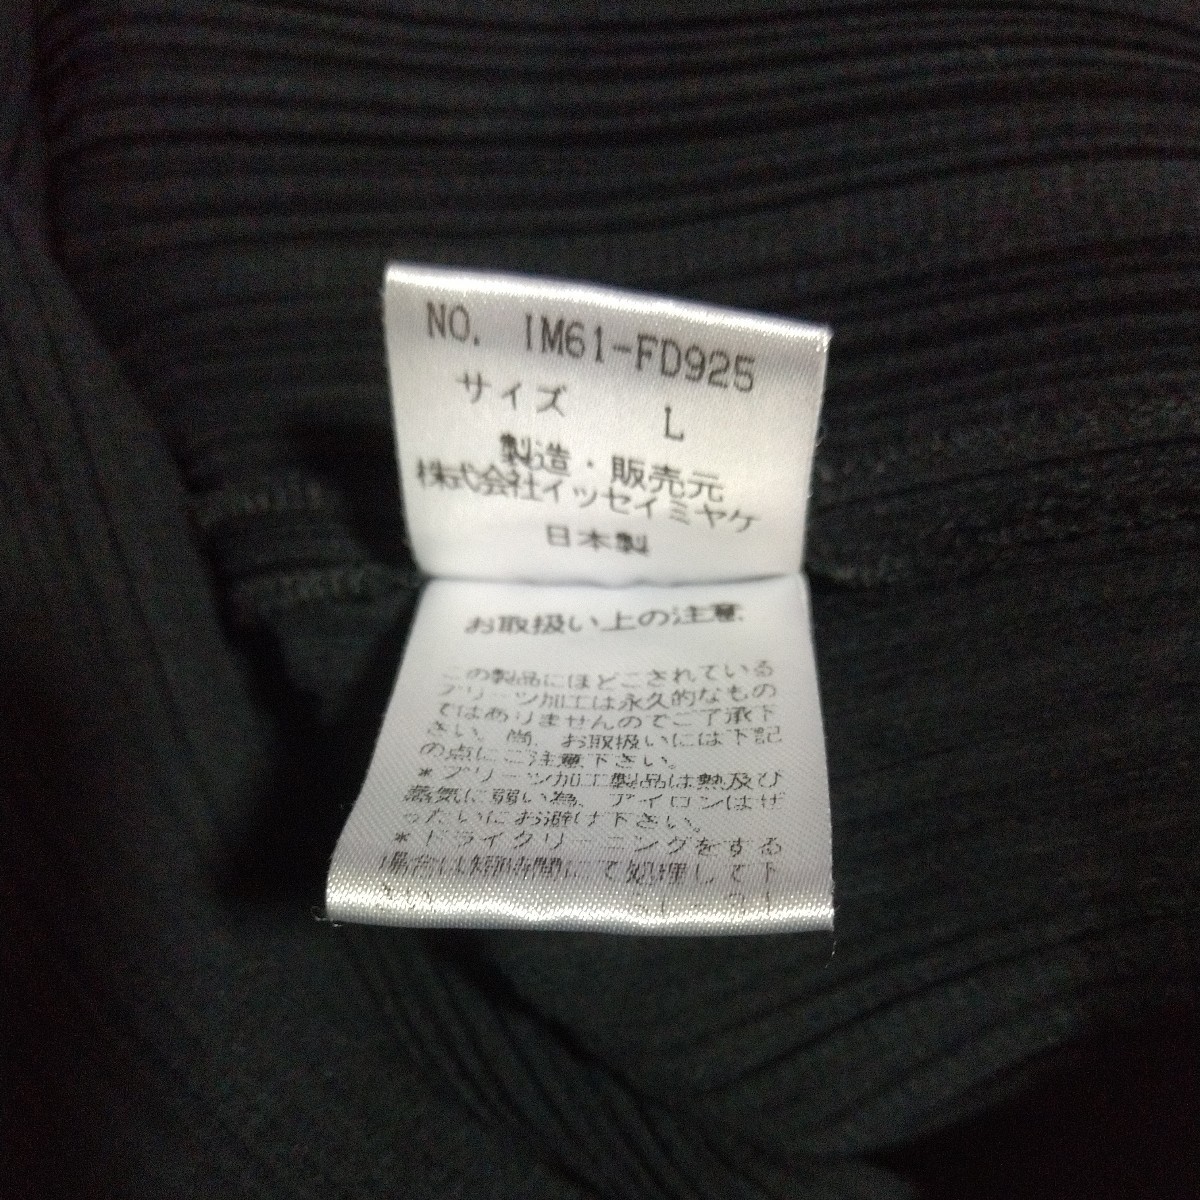 NO. IM61-FD925
サイズ L
製造・販売元
株式会社イッセイミヤケ
日本製
お取扱い上の注意
この製品にほどこされている
プリーツ加工は永久的なもの
ではありませんのでご了承下
さい。尚、お取扱いには下記
の点にご注意下さい。
*プリーツ加工製品は熱及び
蒸気に弱い為、アイロンはぜ
ったいにお避け下さい。
*ドライクリーニングをする
場合は短時間にて処理して下